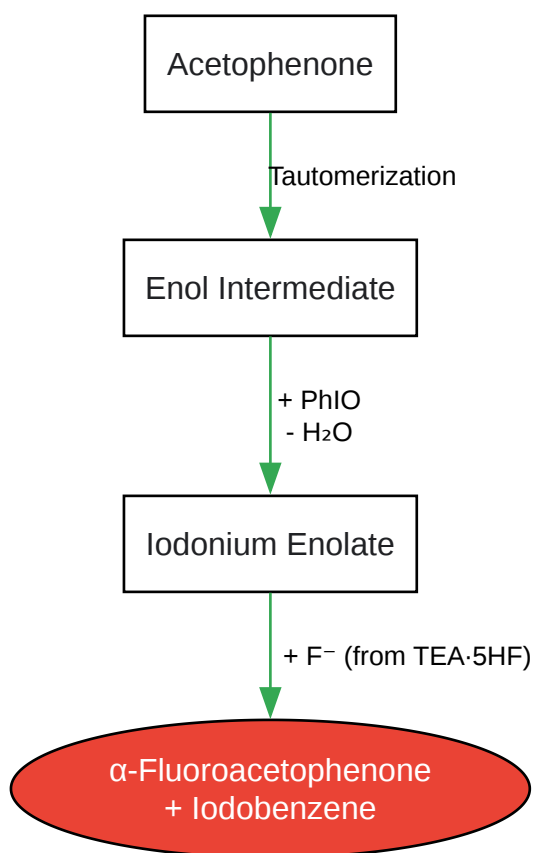 Acetophenone
Tautomerization
Enol Intermediate
+ PhIO
- H₂O
Iodonium Enolate
+ F⁻ (from TEA·5HF)
α-Fluoroacetophenone
+ Iodobenzene